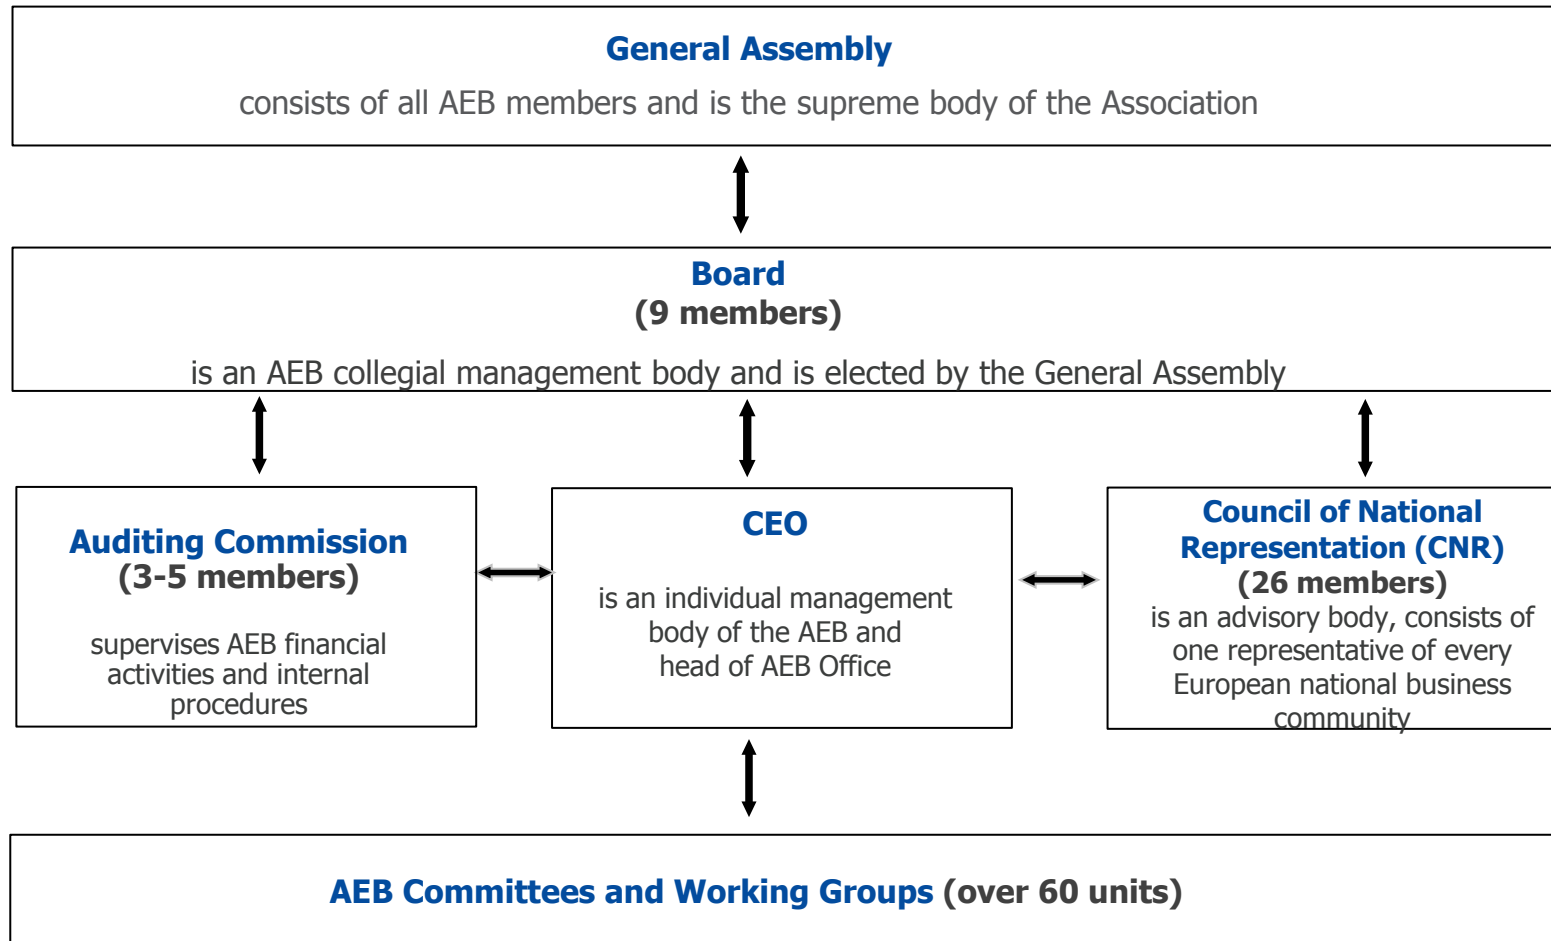 General Assembly
consists of all AEB members and is the supreme body of the Association
Board
(9 members)
is an AEB collegial management body and is elected by the General Assembly
Auditing Commission
(3-5 members)
supervises AEB financial
activities and internal
procedures
CEO
is an individual management
body of the AEB and
head of AEB Office
Council of National
Representation (CNR)
(26 members)
is an advisory body, consists of
one representative of every
European national business
community
AEB Committees and Working Groups (over 60 units)